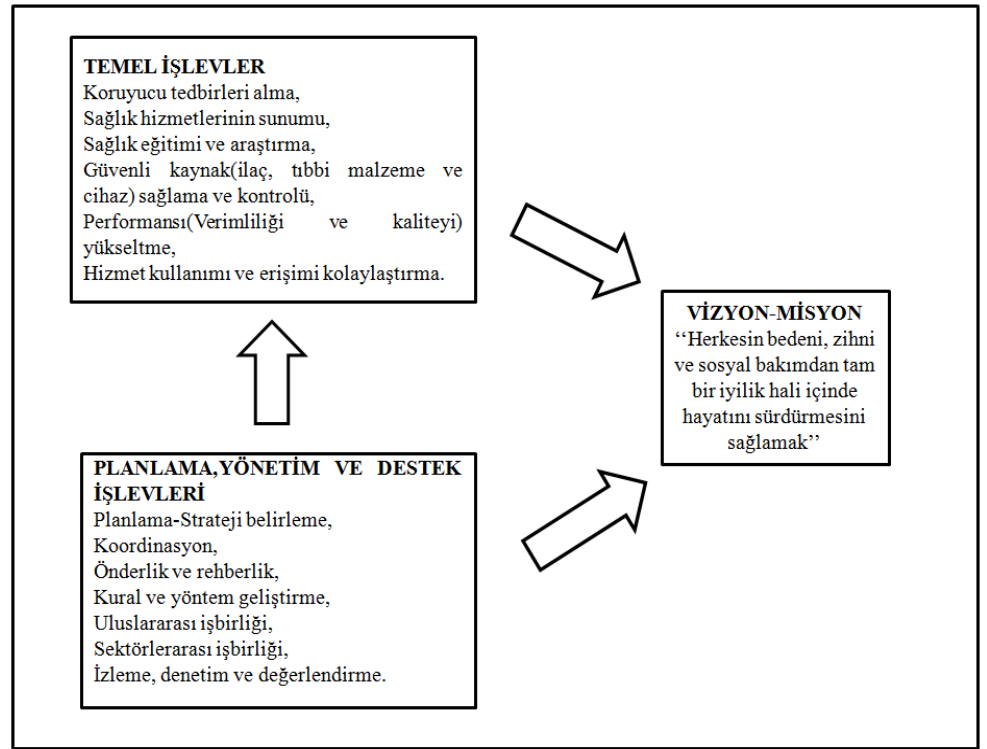 TEMEL İŞLEVLER
Koruyucu tedbirleri alma,
Sağlık hizmetlerinin sunumu,
Sağlık eğitimi ve araştırma,
Güvenli kaynak(ilaç, tıbbi malzeme ve
cihaz) sağlama ve kontrolü,
Performansı(Verimliliği ve kaliteyi)
yükseltme,
Hizmet kullanımı ve erişimi kolaylaştırma.
PLANLAMA,YÖNETİM VE DESTEK
İŞLEVLERİ
Planlama-Strateji belirleme,
Koordinasyon,
Önderlik ve rehberlik,
Kural ve yöntem geliştirme,
Uluslararası işbirliği,
Sektörlerarası işbirliği,
İzleme, denetim ve değerlendirme.
VİZYON-MİSYON
‘‘Herkesin bedeni, zihni
ve sosyal bakımdan tam
bir iyilik hali içinde
hayatını sürdürmesini
sağlamak’’